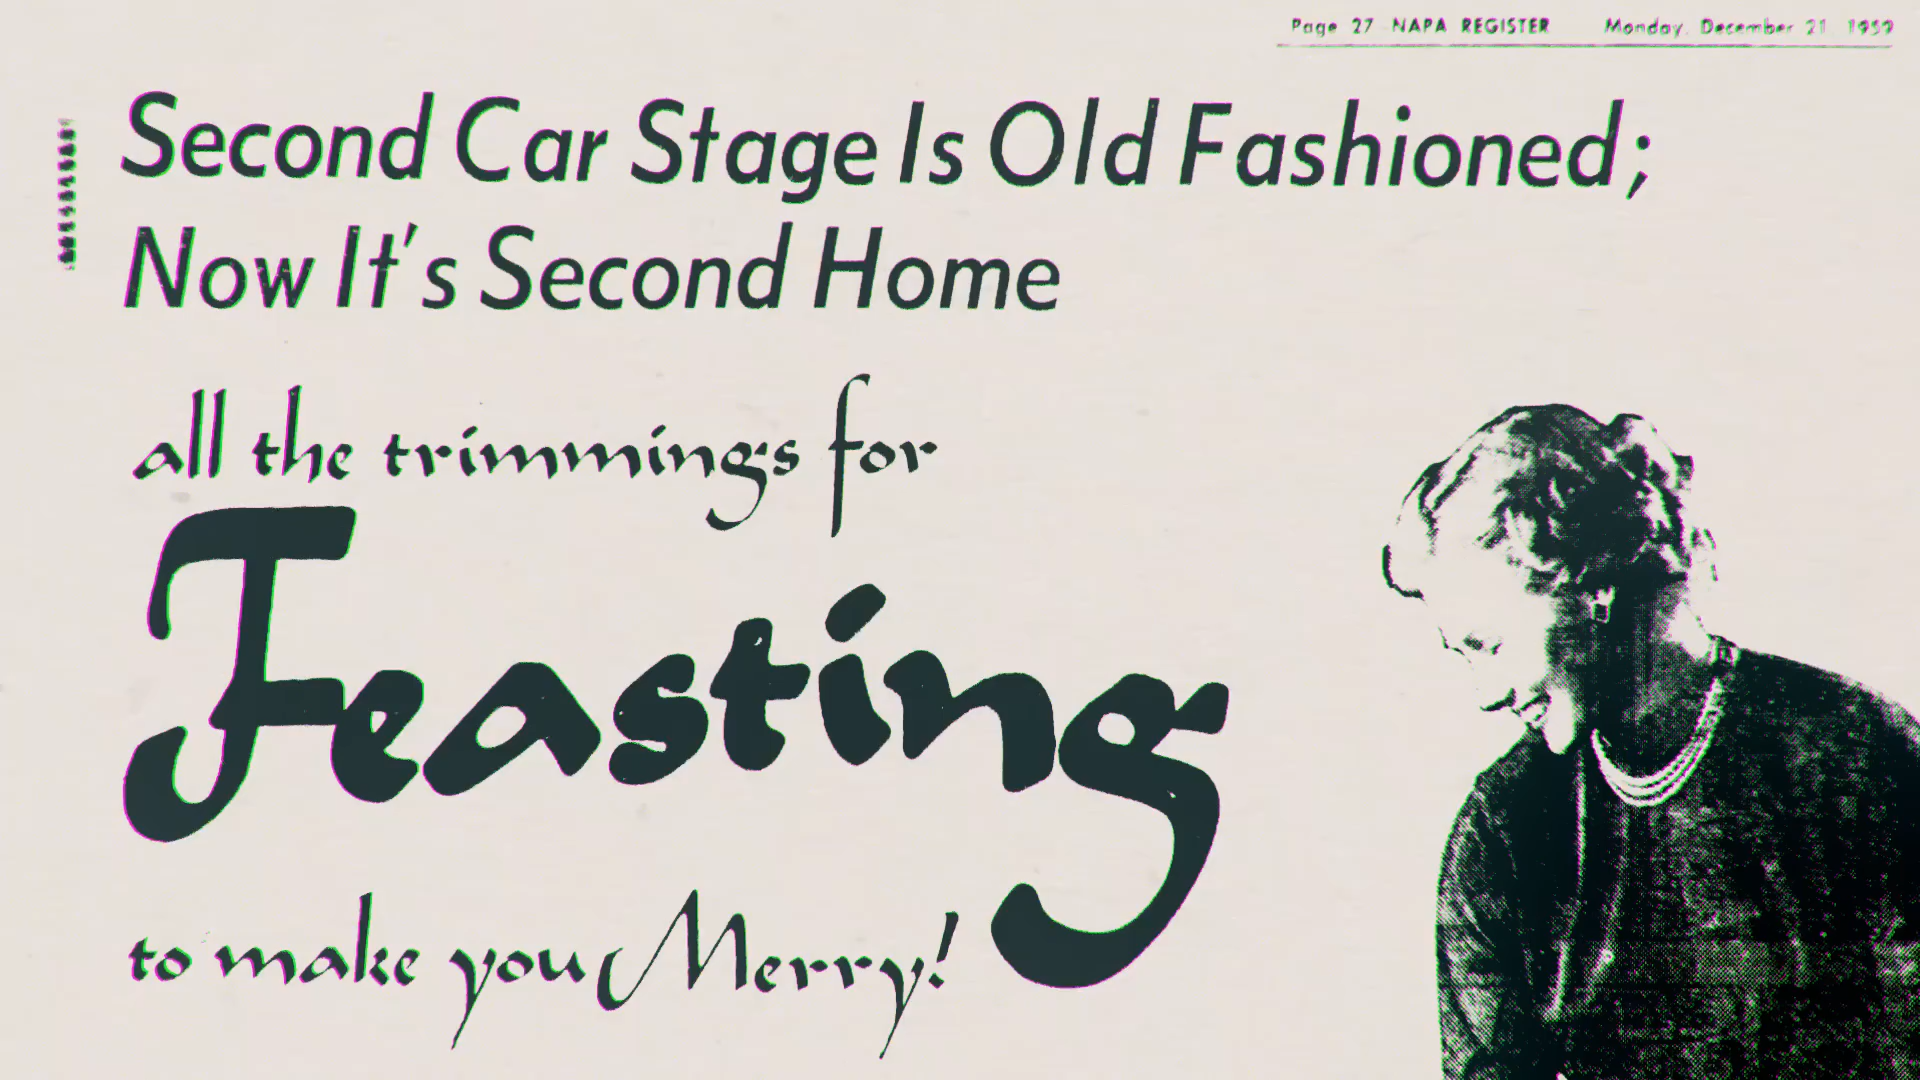 Page 27 NAPA REGISTER Monday, December 21 1959
Second Car Stage Is Old Fashioned;
Now It's Second Home
all the trimmings for
Feasting
to make you Merry!